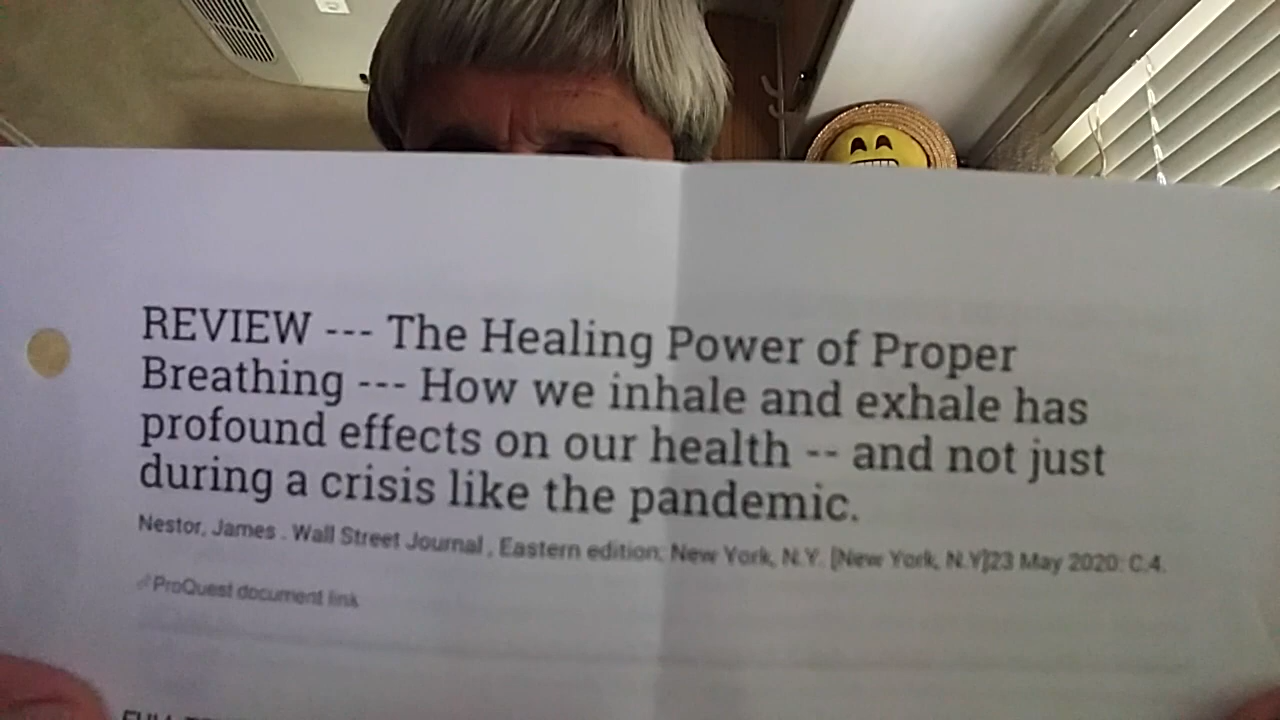 REVIEW --- The Healing Power of Proper
Breathing --- How we inhale and exhale has
profound effects on our health -- and not just
during a crisis like the pandemic.
Nestor, James . Wall Street Journal , Eastern edition; New York, N.Y. [New York, N.Y]23 May 2020: C.4.
ProQuest document link